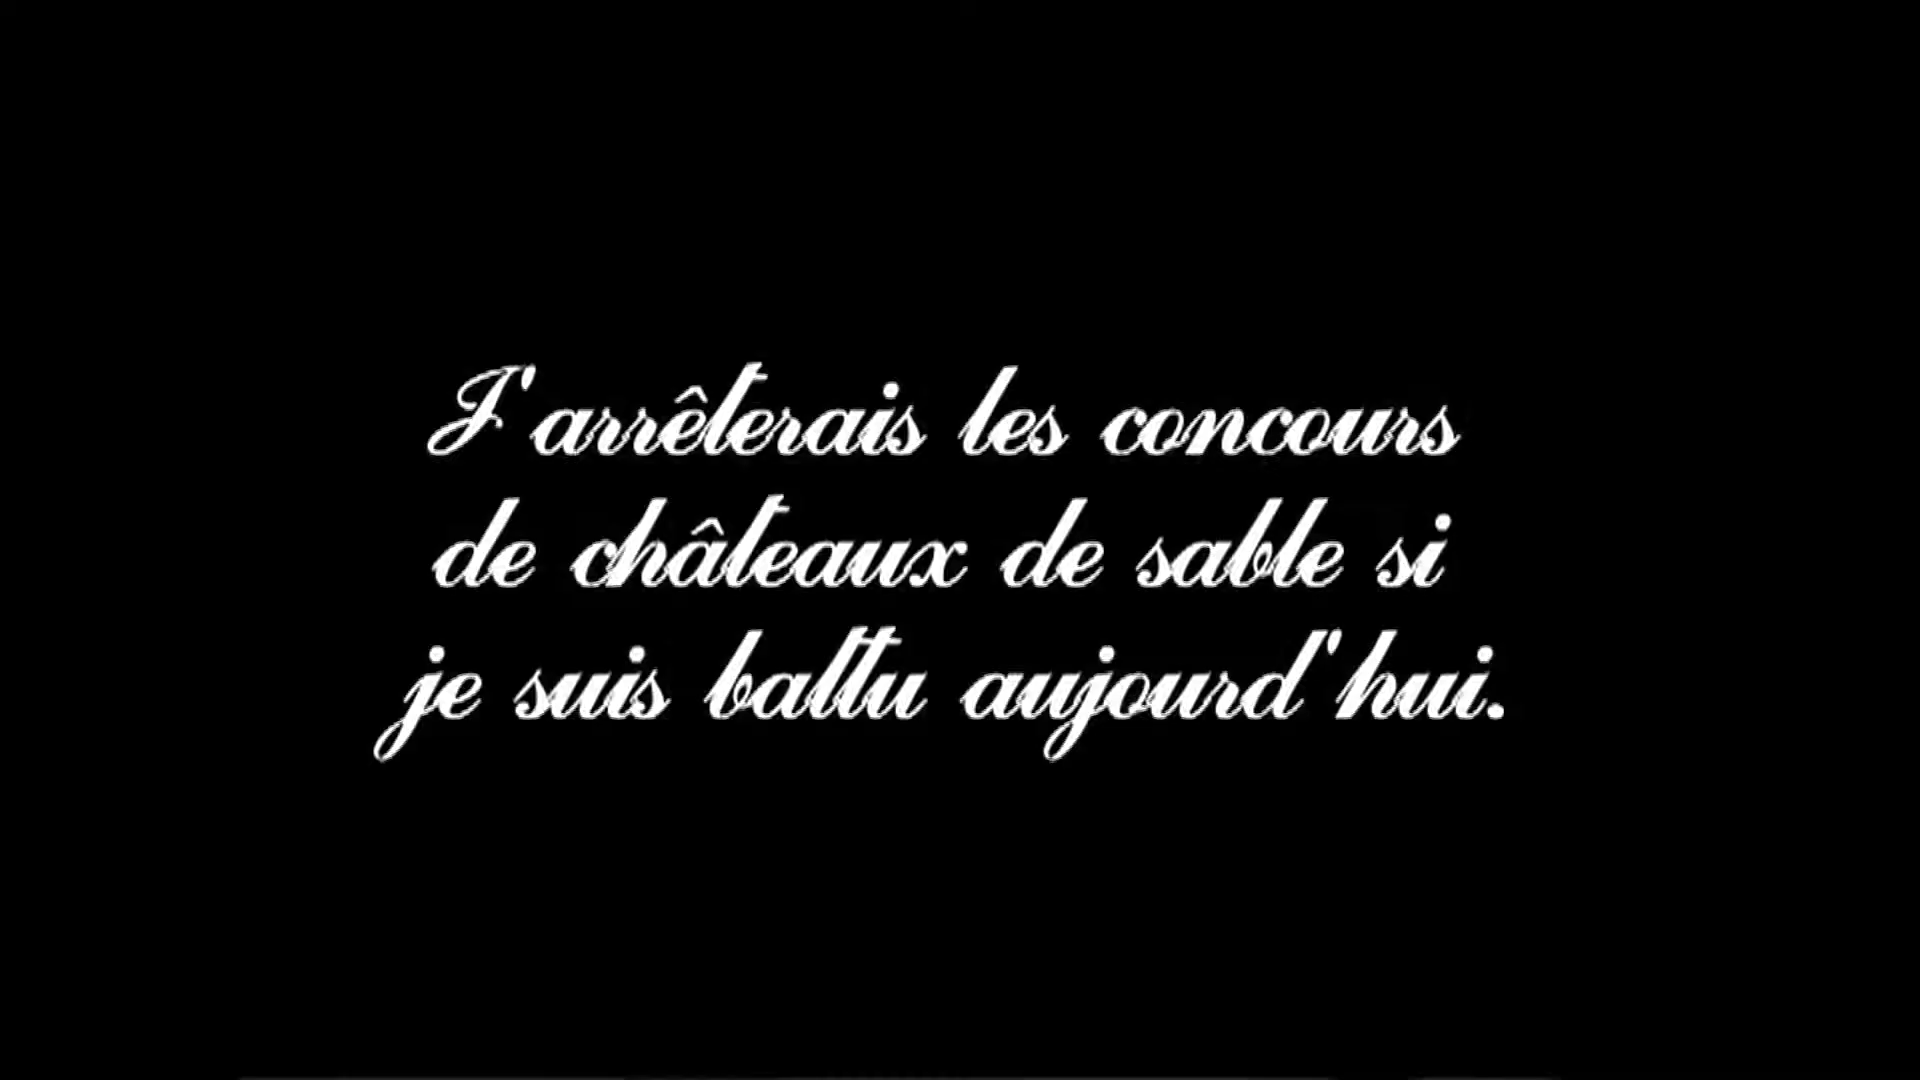 J'arrêterais les concours
de châteaux de sable si
je suis battu aujourd'hui.